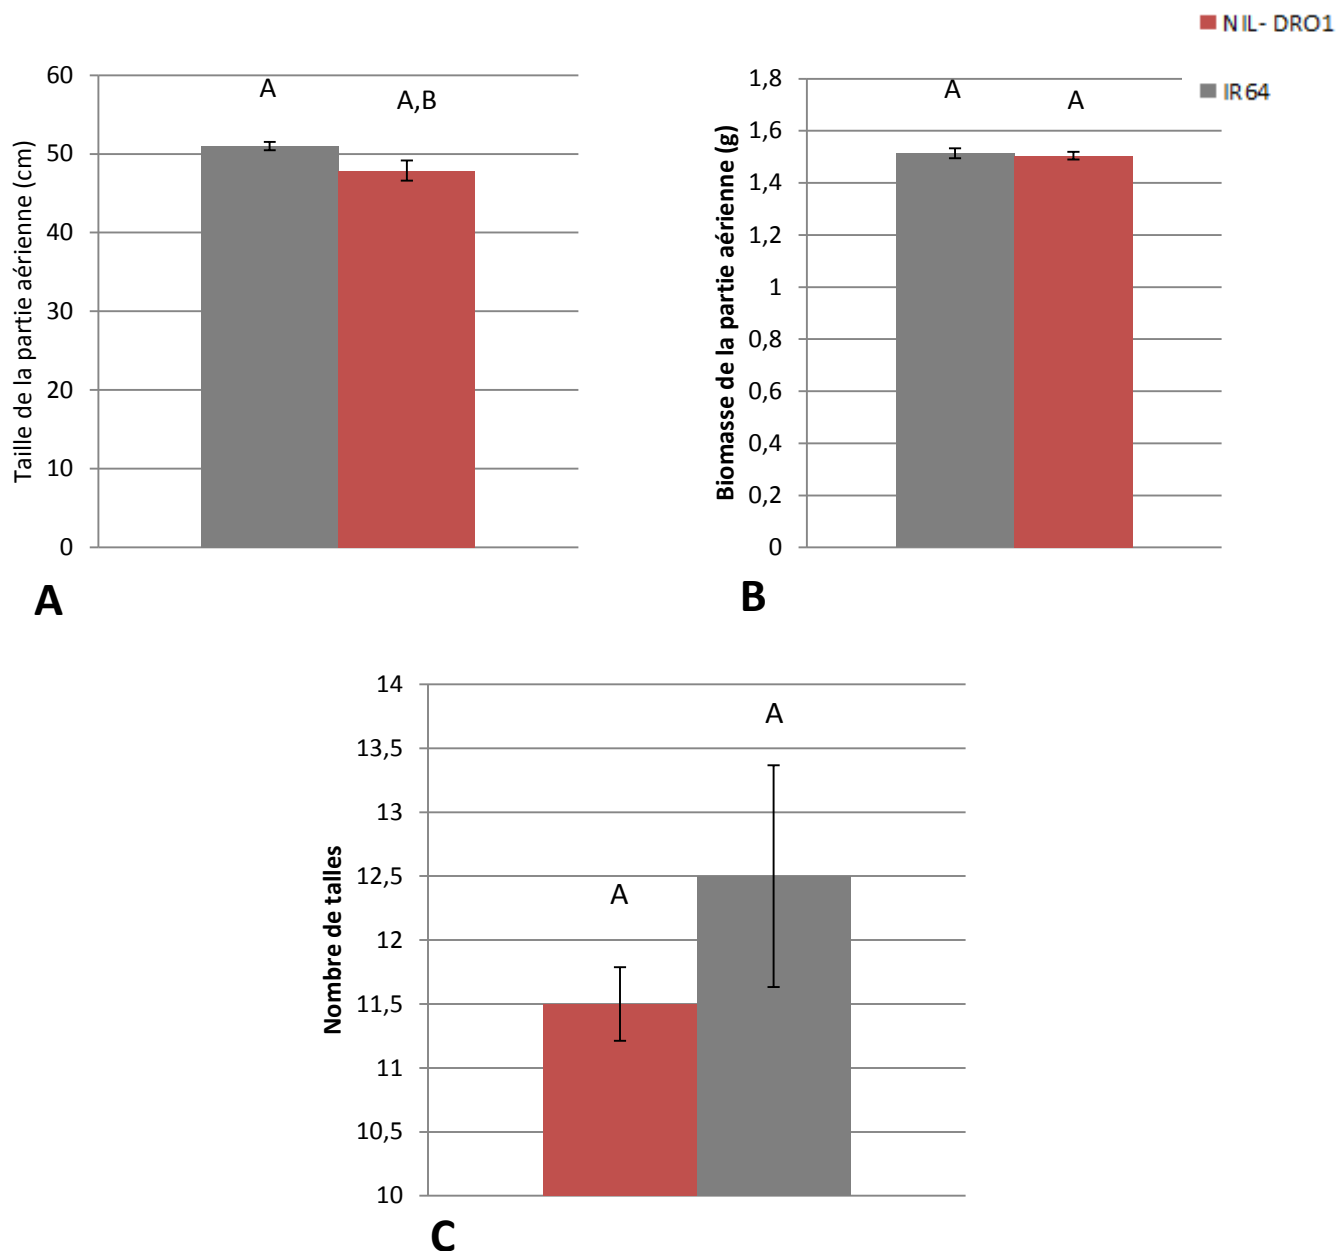 NIL- DRO1
IR64
Taille de la partie aérienne (cm)
60
50
40
30
20
10
0
A
A,B
A
Biomasse de la partie aérienne (g)
1,8
1,6
1,4
1,2
1
0,8
0,6
0,4
0,2
0
A
A
B
Nombre de talles
14
13,5
13
12,5
12
11,5
11
10,5
10
A
A
C